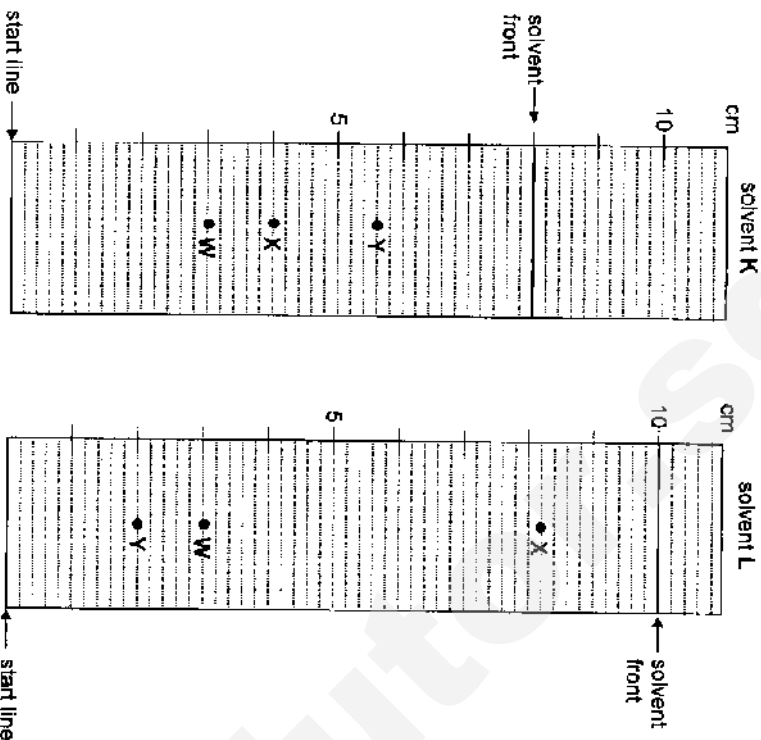 solvent K
cm
10
solvent
front
5
Y
X
W
start line
solvent L
cm
10
solvent
front
X
5
W
Y
start line